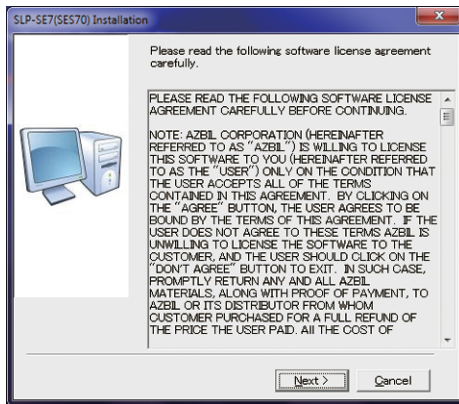 SLP-SE7(SES70) Installation
Please read the following software license agreement
carefully.
PLEASE READ THE FOLLOWING SOFTWARE LICENSE
AGREEMENT CAREFULLY BEFORE CONTINUING.
NOTE: AZBIL CORPORATION (HEREINAFTER
REFERRED TO AS "AZBIL") IS WILLING TO LICENSE
THIS SOFTWARE TO YOU (HEREINAFTER REFERRED
TO AS THE "USER") ONLY ON THE CONDITION THAT
THE USER ACCEPTS ALL OF THE TERMS
CONTAINED IN THIS AGREEMENT. BY CLICKING ON
THE "AGREE" BUTTON, THE USER AGREES TO BE
BOUND BY THE TERMS OF THIS AGREEMENT. IF THE
USER DOES NOT AGREE TO THESE TERMS AZBIL IS
UNWILLING TO LICENSE THE SOFTWARE TO THE
CUSTOMER, AND THE USER SHOULD CLICK ON THE
"DON'T AGREE" BUTTON TO EXIT. IN SUCH CASE,
PROMPTLY RETURN ANY AND ALL AZBIL
MATERIALS, ALONG WITH PROOF OF PAYMENT, TO
AZBIL OR ITS DISTRIBUTOR FROM WHOM
CUSTOMER PURCHASED FOR A FULL REFUND OF
THE PRICE THE USER PAID. All THE COST OF
Next >
Cancel